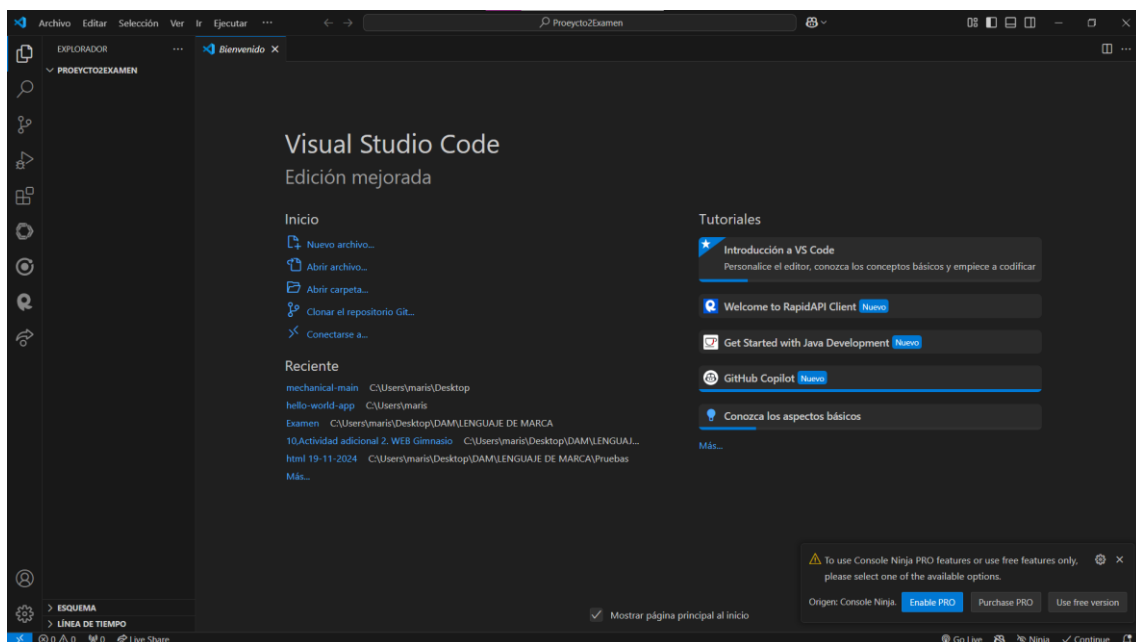 Archivo Editar Selección Ver Ir Ejecutar ··· Proeycto2Examen
EXPLORADOR ···
PROEYCTO2EXAMEN
Bienvenido
Visual Studio Code
Edición mejorada
Inicio
Nuevo archivo...
Abrir archivo...
Abrir carpeta...
Clonar el repositorio Git...
Conectarse a...
Reciente
mechanical-main C:\Users\maris\Desktop
hello-world-app C:\Users\maris
Examen C:\Users\maris\Desktop\DAM\LENGUAJE DE MARCA
10,Actividad adicional 2. WEB Gimnasio C:\Users\maris\Desktop\DAM\LENGUAJ...
html 19-11-2024 C:\Users\maris\Desktop\DAM\LENGUAJE DE MARCA\Pruebas
Más...
Tutoriales
Introducción a VS Code
Personalice el editor, conozca los conceptos básicos y empiece a codificar
Welcome to RapidAPI Client Nuevo
Get Started with Java Development Nuevo
GitHub Copilot Nuevo
Conozca los aspectos básicos
Más...
To use Console Ninja PRO features or use free features only,
please select one of the available options.
Origen: Console Ninja. Enable PRO Purchase PRO Use free version
Mostrar página principal al inicio
ESQUEMA
LÍNEA DE TIEMPO
0 0 0 Live Share Go Live Ninja Continue